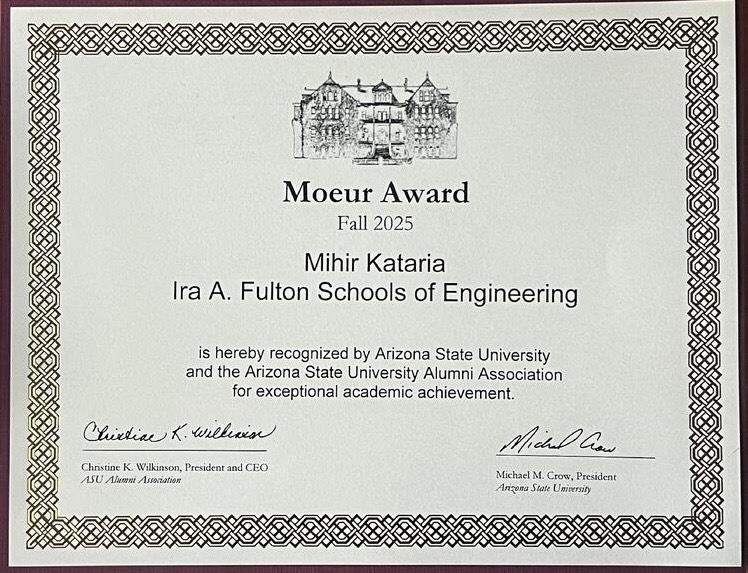 Moeur Award
Fall 2025
Mihir Kataria
Ira A. Fulton Schools of Engineering
is hereby recognized by Arizona State University
and the Arizona State University Alumni Association
for exceptional academic achievement.
Christine K. Wilkinson
Christine K. Wilkinson, President and CEO
ASU Alumni Association
Michael Crow
Michael M. Crow, President
Arizona State University